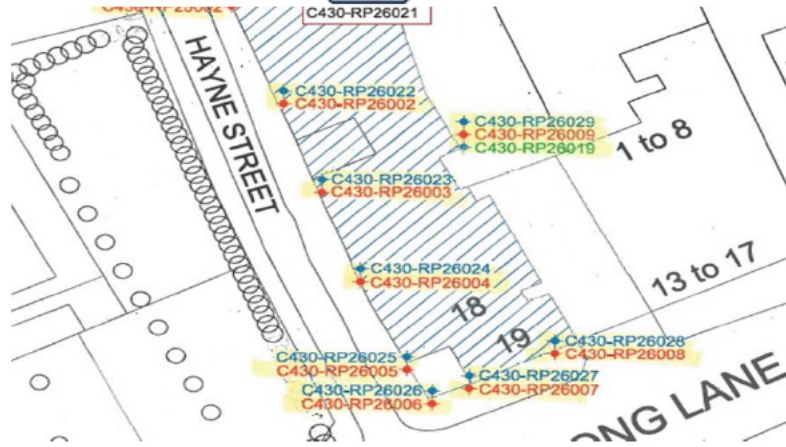 C430-RP26021
HAYNE STREET
C430-RP26022
C430-RP26002
C430-RP26029
C430-RP26009
C430-RP26019
1 to 8
C430-RP26023
C430-RP26003
C430-RP26024
C430-RP26004
13 to 17
18
19
C430-RP26028
C430-RP26008
C430-RP26025
C430-RP26005
C430-RP26027
C430-RP26007
C430-RP26026
C430-RP26006
ONG LANE